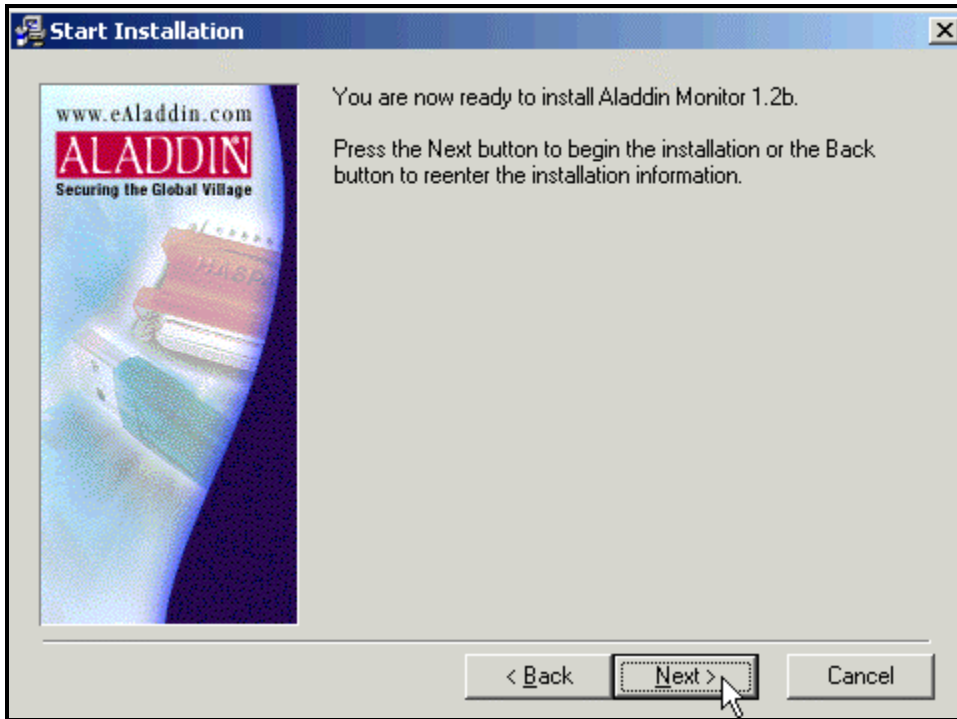 Start Installation
www.eAladdin.com
ALADDIN
Securing the Global Village
HASP
You are now ready to install Aladdin Monitor 1.2b.
Press the Next button to begin the installation or the Back
button to reenter the installation information.
< Back
Next >
Cancel